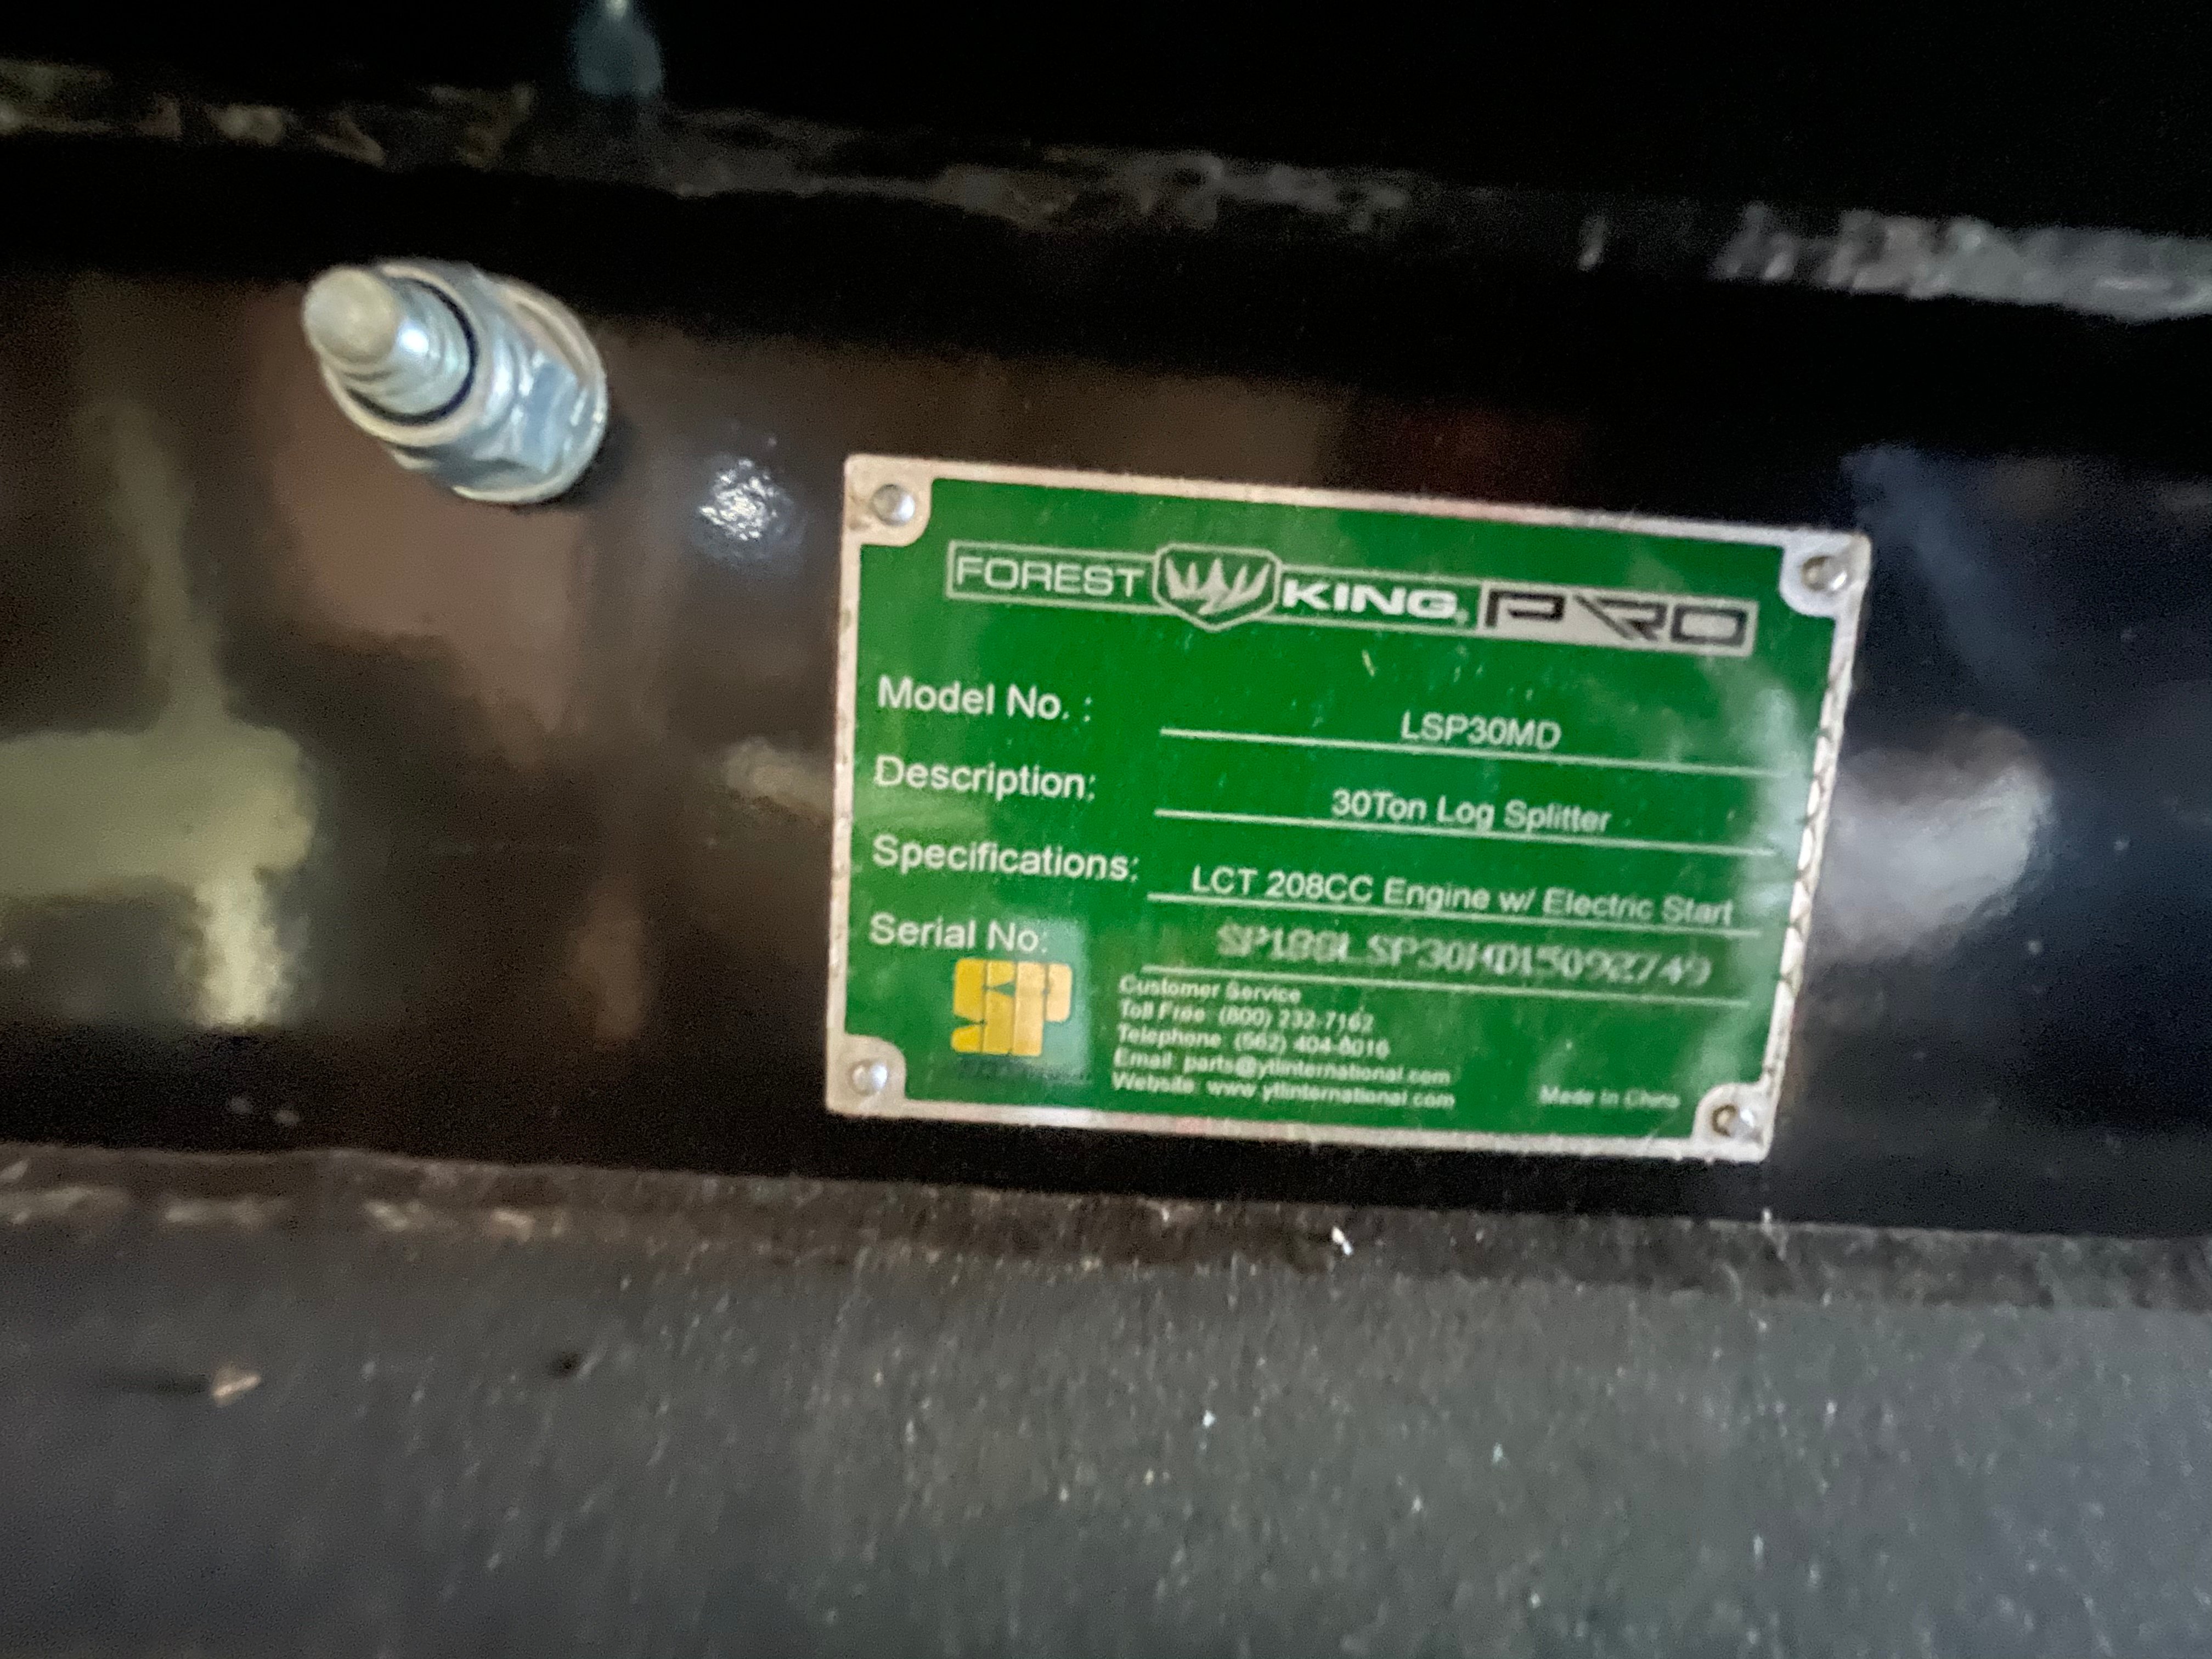 FOREST KING PRO
Model No. : LSP30MD
Description: 30Ton Log Splitter
Specifications: LCT 208CC Engine w/ Electric Start
Serial No:
SP
Customer Service
Toll Free: (800) 232-7162
Telephone: (562) 404-8016
Email: parts@ytlinternational.com
Website: www.ytlinternational.com
Made In China